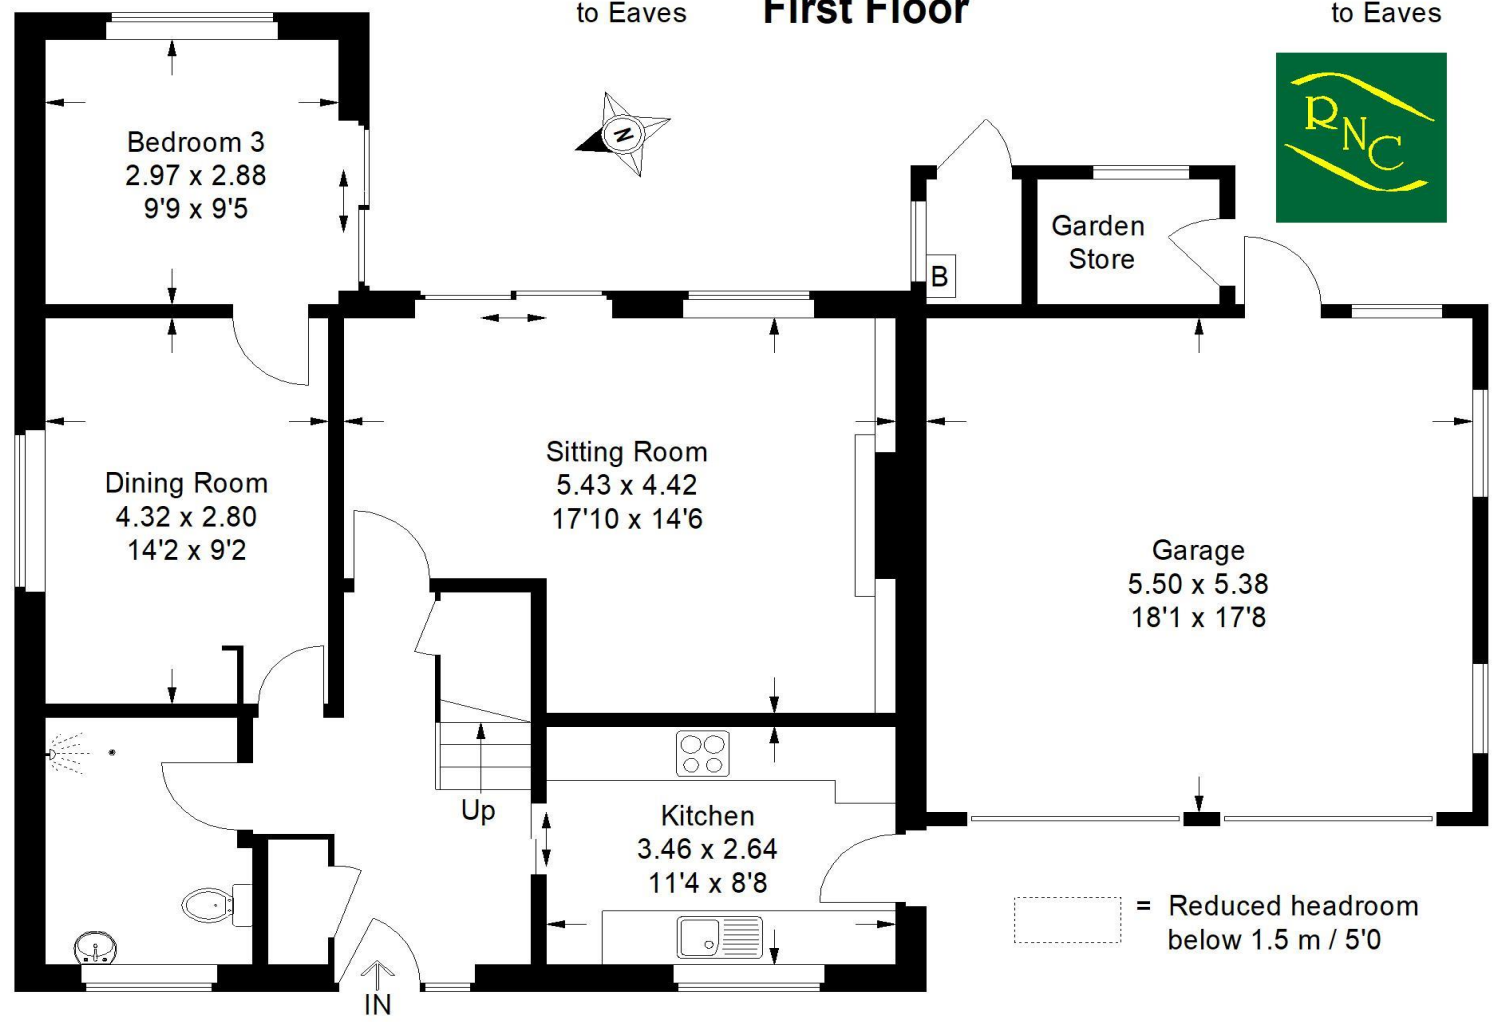 to Eaves
First Floor
to Eaves
RNC
Bedroom 3
2.97 x 2.88
9'9 x 9'5
N
Garden
Store
B
Sitting Room
5.43 x 4.42
17'10 x 14'6
Dining Room
4.32 x 2.80
14'2 x 9'2
Garage
5.50 x 5.38
18'1 x 17'8
Up
Kitchen
3.46 x 2.64
11'4 x 8'8
= Reduced headroom
below 1.5 m / 5'0
IN